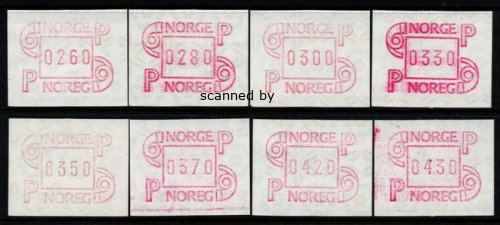 NORGE P
0260
P NOREG
NORGE P
0280
P NOREG
NORGE P
0300
P NOREG
NORGE P
0330
P NOREG
scanned by
NORGE P
0350
P NOREG
NORGE P
0370
P NOREG
NORGE P
0420
P NOREG
NORGE P
0430
P NOREG